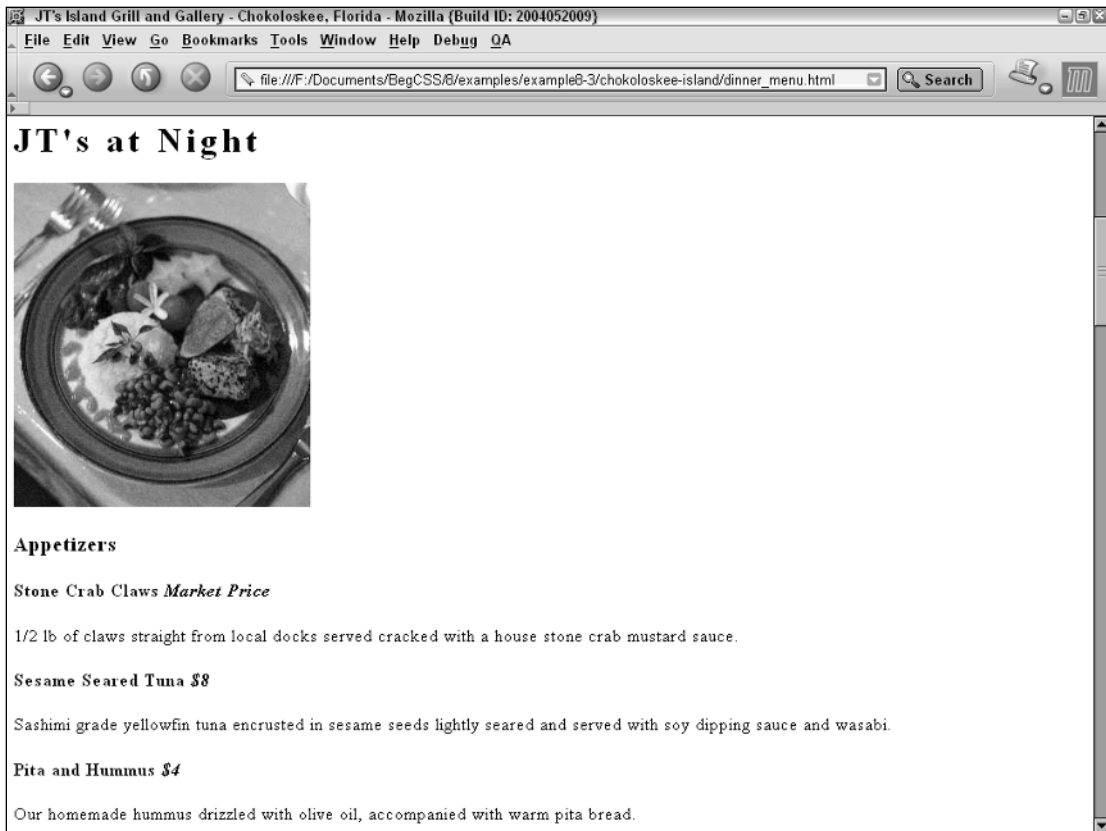 JT's Island Grill and Gallery - Chokoloskee, Florida - Mozilla {Build ID: 2004052009}
File Edit View Go Bookmarks Tools Window Help Debug QA
file:///F:/Documents/BegCSS/8/examples/example8-3/chokoloskee-island/dinner_menu.html Search
JT's at Night
Appetizers
Stone Crab Claws Market Price
1/2 lb of claws straight from local docks served cracked with a house stone crab mustard sauce.
Sesame Seared Tuna $8
Sashimi grade yellowfin tuna encrusted in sesame seeds lightly seared and served with soy dipping sauce and wasabi.
Pita and Hummus $4
Our homemade hummus drizzled with olive oil, accompanied with warm pita bread.